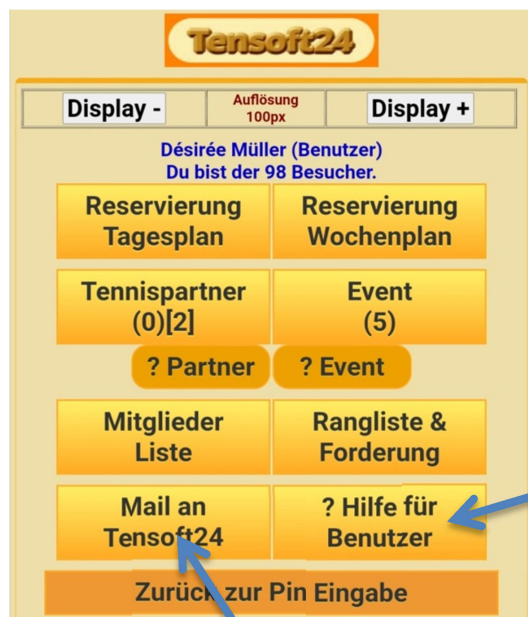 Tensoft24
Display -
Auflösung
100px
Display +
Désirée Müller (Benutzer)
Du bist der 98 Besucher.
Reservierung
Tagesplan
Reservierung
Wochenplan
Tennispartner
(0)[2]
Event
(5)
? Partner
? Event
Mitglieder
Liste
Rangliste &
Forderung
Mail an
Tensoft24
? Hilfe für
Benutzer
Zurück zur Pin Eingabe